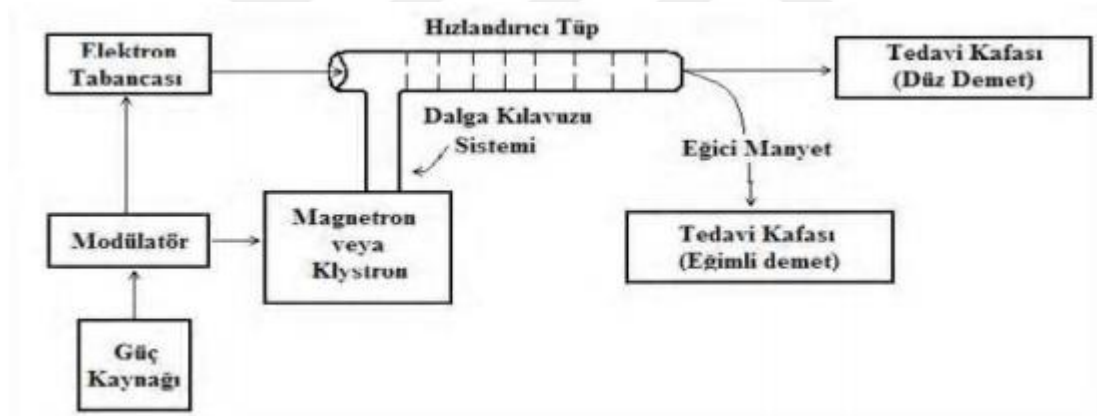 Hızlandırıcı Tüp
Elektron
Tabancası
Tedavi Kafası
(Düz Demet)
Dalga Kılavuzu
Sistemi
Eğici Manyet
Magnetron
veya
Klystron
Modülatör
Tedavi Kafası
(Eğimli demet)
Güç
Kaynağı